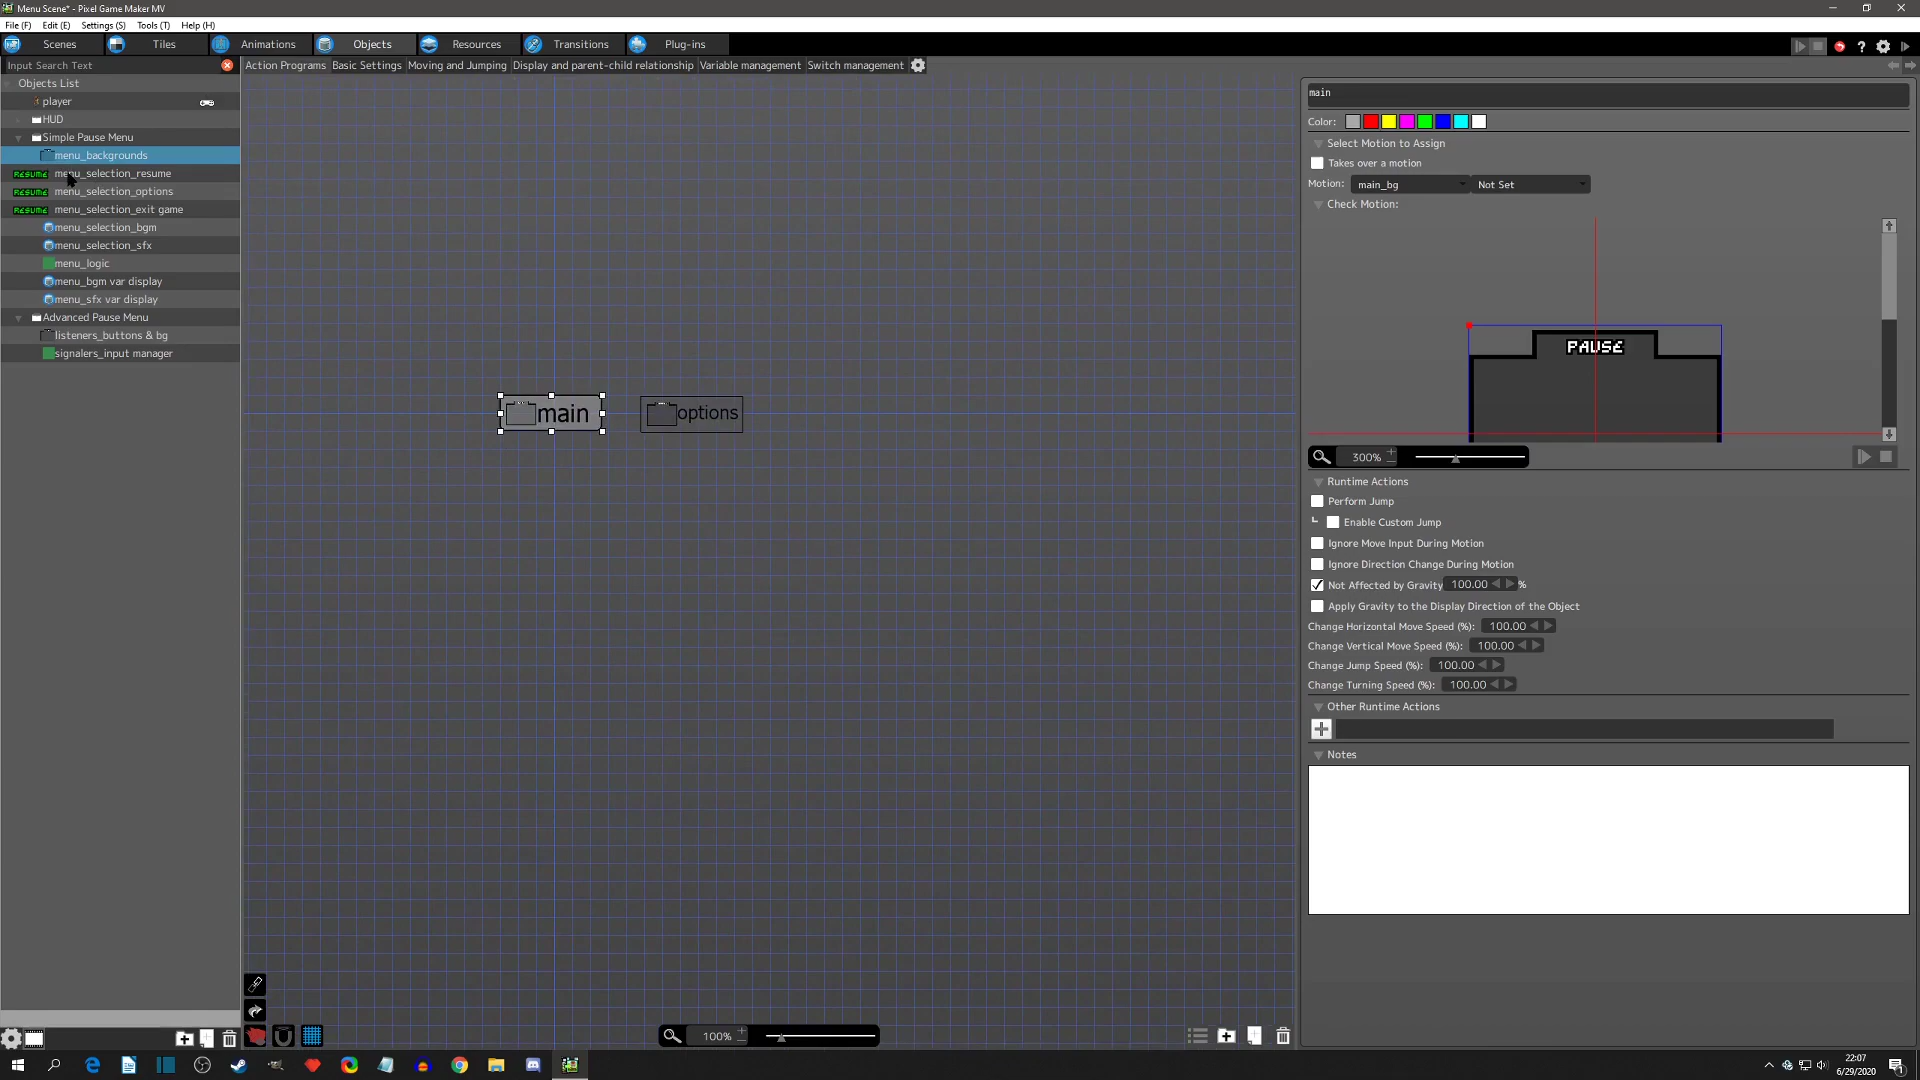 Menu Scene* - Pixel Game Maker MV
File (F) Edit (E) Settings (S) Tools (T) Help (H)
Scenes Tiles Animations Objects Resources Transitions Plug-ins
Input Search Text
Action Programs Basic Settings Moving and Jumping Display and parent-child relationship Variable management Switch management
Objects List
player
HUD
Simple Pause Menu
menu_backgrounds
RESUME menu_selection_resume
RESUME menu_selection_options
RESUME menu_selection_exit game
menu_selection_bgm
menu_selection_sfx
menu_logic
menu_bgm var display
menu_sfx var display
Advanced Pause Menu
listeners_buttons & bg
signalers_input manager
main
options
100%
main
Color:
Select Motion to Assign
Takes over a motion
Motion: main_bg Not Set
Check Motion:
PAUSE
300%
Runtime Actions
Perform Jump
Enable Custom Jump
Ignore Move Input During Motion
Ignore Direction Change During Motion
Not Affected by Gravity 100.00 %
Apply Gravity to the Display Direction of the Object
Change Horizontal Move Speed (%): 100.00
Change Vertical Move Speed (%): 100.00
Change Jump Speed (%): 100.00
Change Turning Speed (%): 100.00
Other Runtime Actions
Notes
22:07
6/29/2020